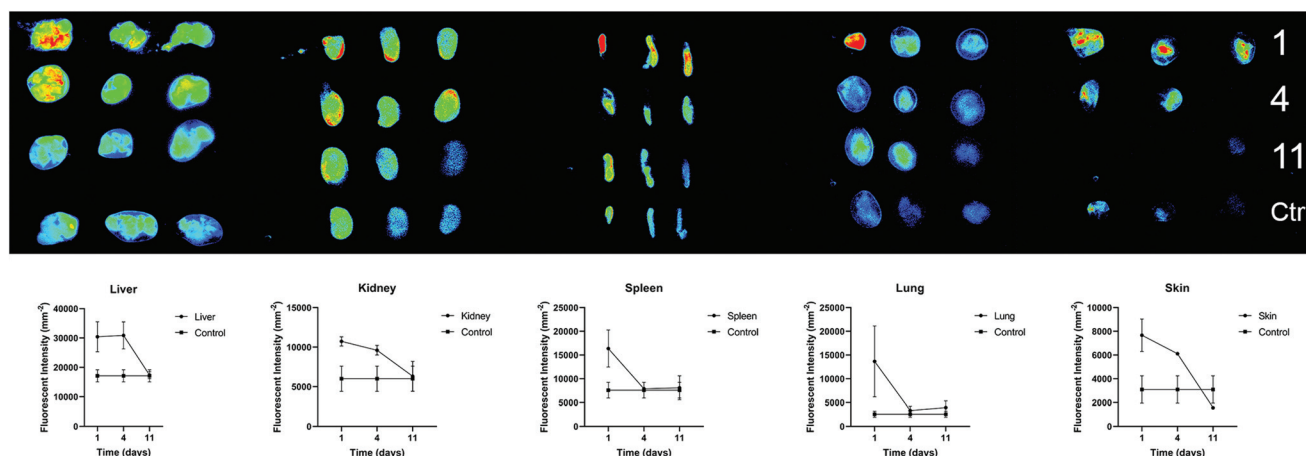 1
4
11
Ctr
Liver
Fluorescent Intensity (mm-2)
40000
30000
20000
10000
0
1 4 11
Time (days)
Liver
Control
Kidney
Fluorescent Intensity (mm-2)
15000
10000
5000
0
1 4 11
Time (days)
Kidney
Control
Spleen
Fluorescent Intensity (mm-2)
25000
20000
15000
10000
5000
0
1 4 11
Time (days)
Spleen
Control
Lung
Fluorescent Intensity (mm-2)
25000
20000
15000
10000
5000
0
1 4 11
Time (days)
Lung
Control
Skin
Fluorescent Intensity (mm-2)
10000
8000
6000
4000
2000
0
1 4 11
Time (days)
Skin
Control